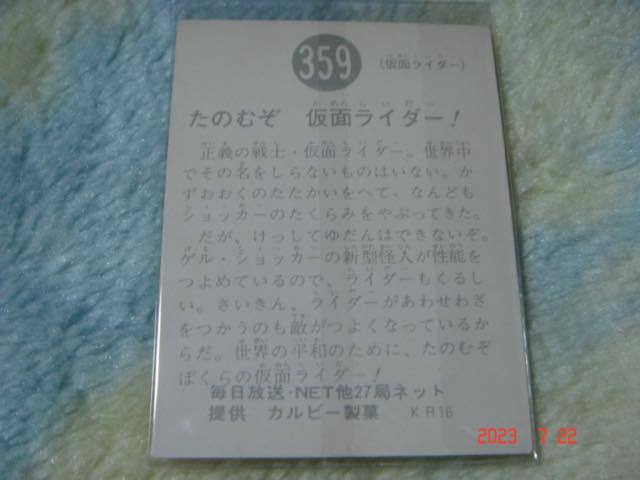 359
(仮面ライダー)
たのむぞ 仮面ライダー!
正義の戦士・仮面ライダー。世界中
でその名をしらないものはいない。か
ずおおくのたたかいをへて、なんども
ショッカーのたくらみをやぶってきた。
だが、けっしてゆだんはできないぞ。
ゲル・ショッカーの新型怪人が性能を
つよめているので、ライダーもくるし
い。さいきん、ライダーがあわせわざ
をつかうのも敵がつよくなっているか
らだ。世界の平和のために、たのむぞ
ぼくらの仮面ライダー!
毎日放送・NET他27局ネット
提供 カルビー製菓 KR16
2023 7 22